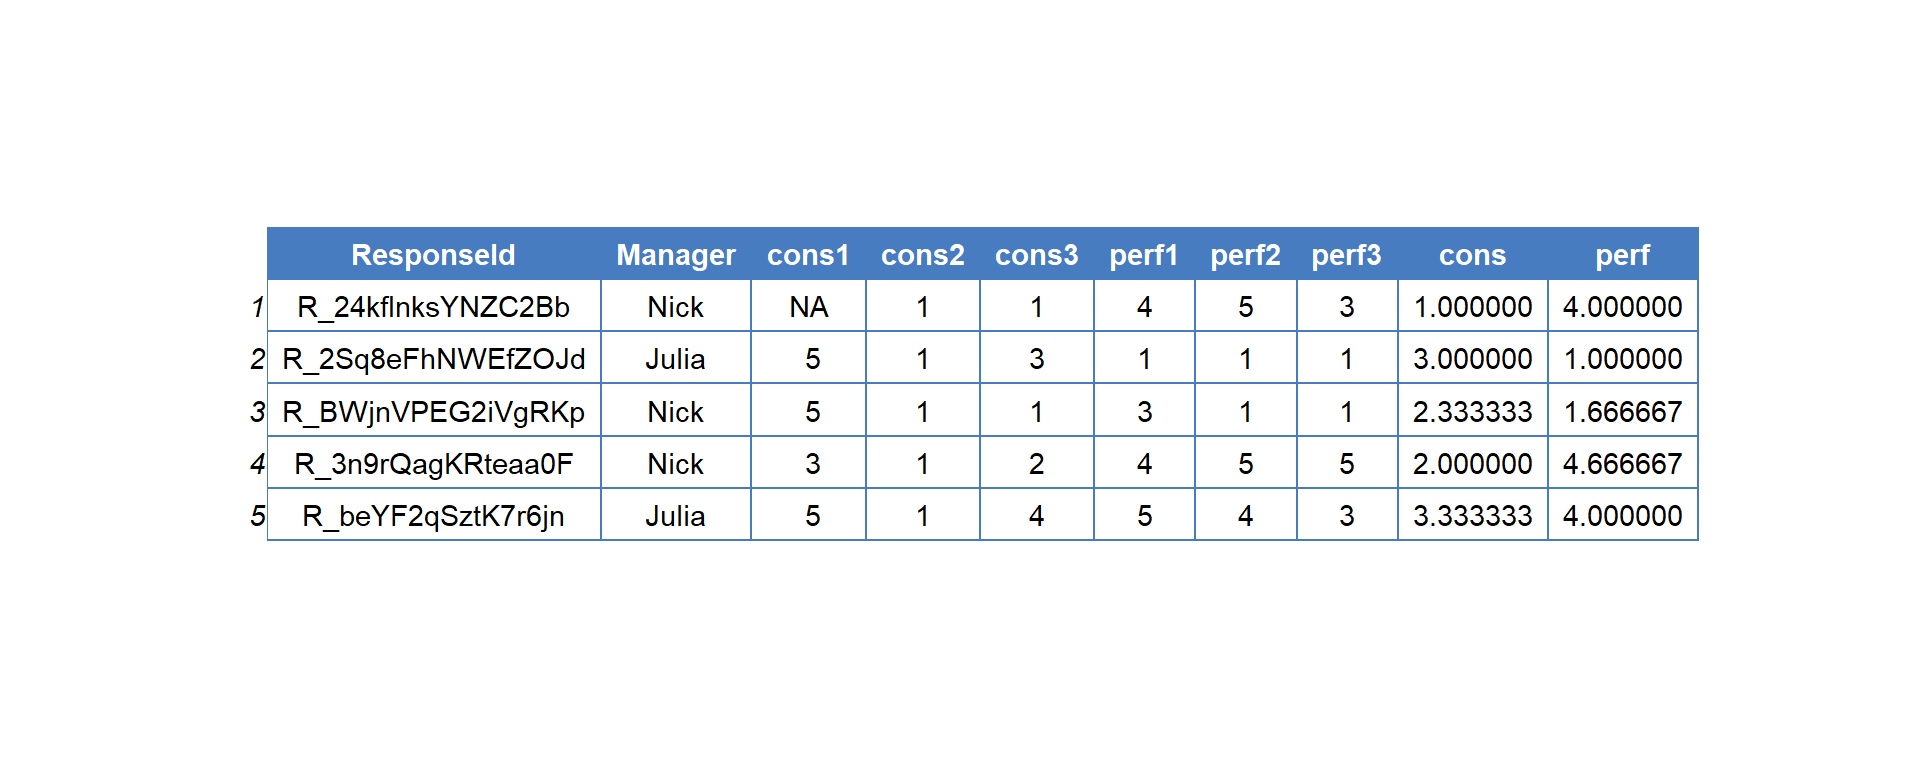 ResponseId Manager cons1 cons2 cons3 perf1 perf2 perf3 cons perf
1 R_24kflnksYNZC2Bb Nick NA 1 1 4 5 3 1.000000 4.000000
2 R_2Sq8eFhNWEfZOJd Julia 5 1 3 1 1 1 3.000000 1.000000
3 R_BWjnVPEG2iVgRKp Nick 5 1 1 3 1 1 2.333333 1.666667
4 R_3n9rQagKRteaa0F Nick 3 1 2 4 5 5 2.000000 4.666667
5 R_beYF2qSztK7r6jn Julia 5 1 4 5 4 3 3.333333 4.000000